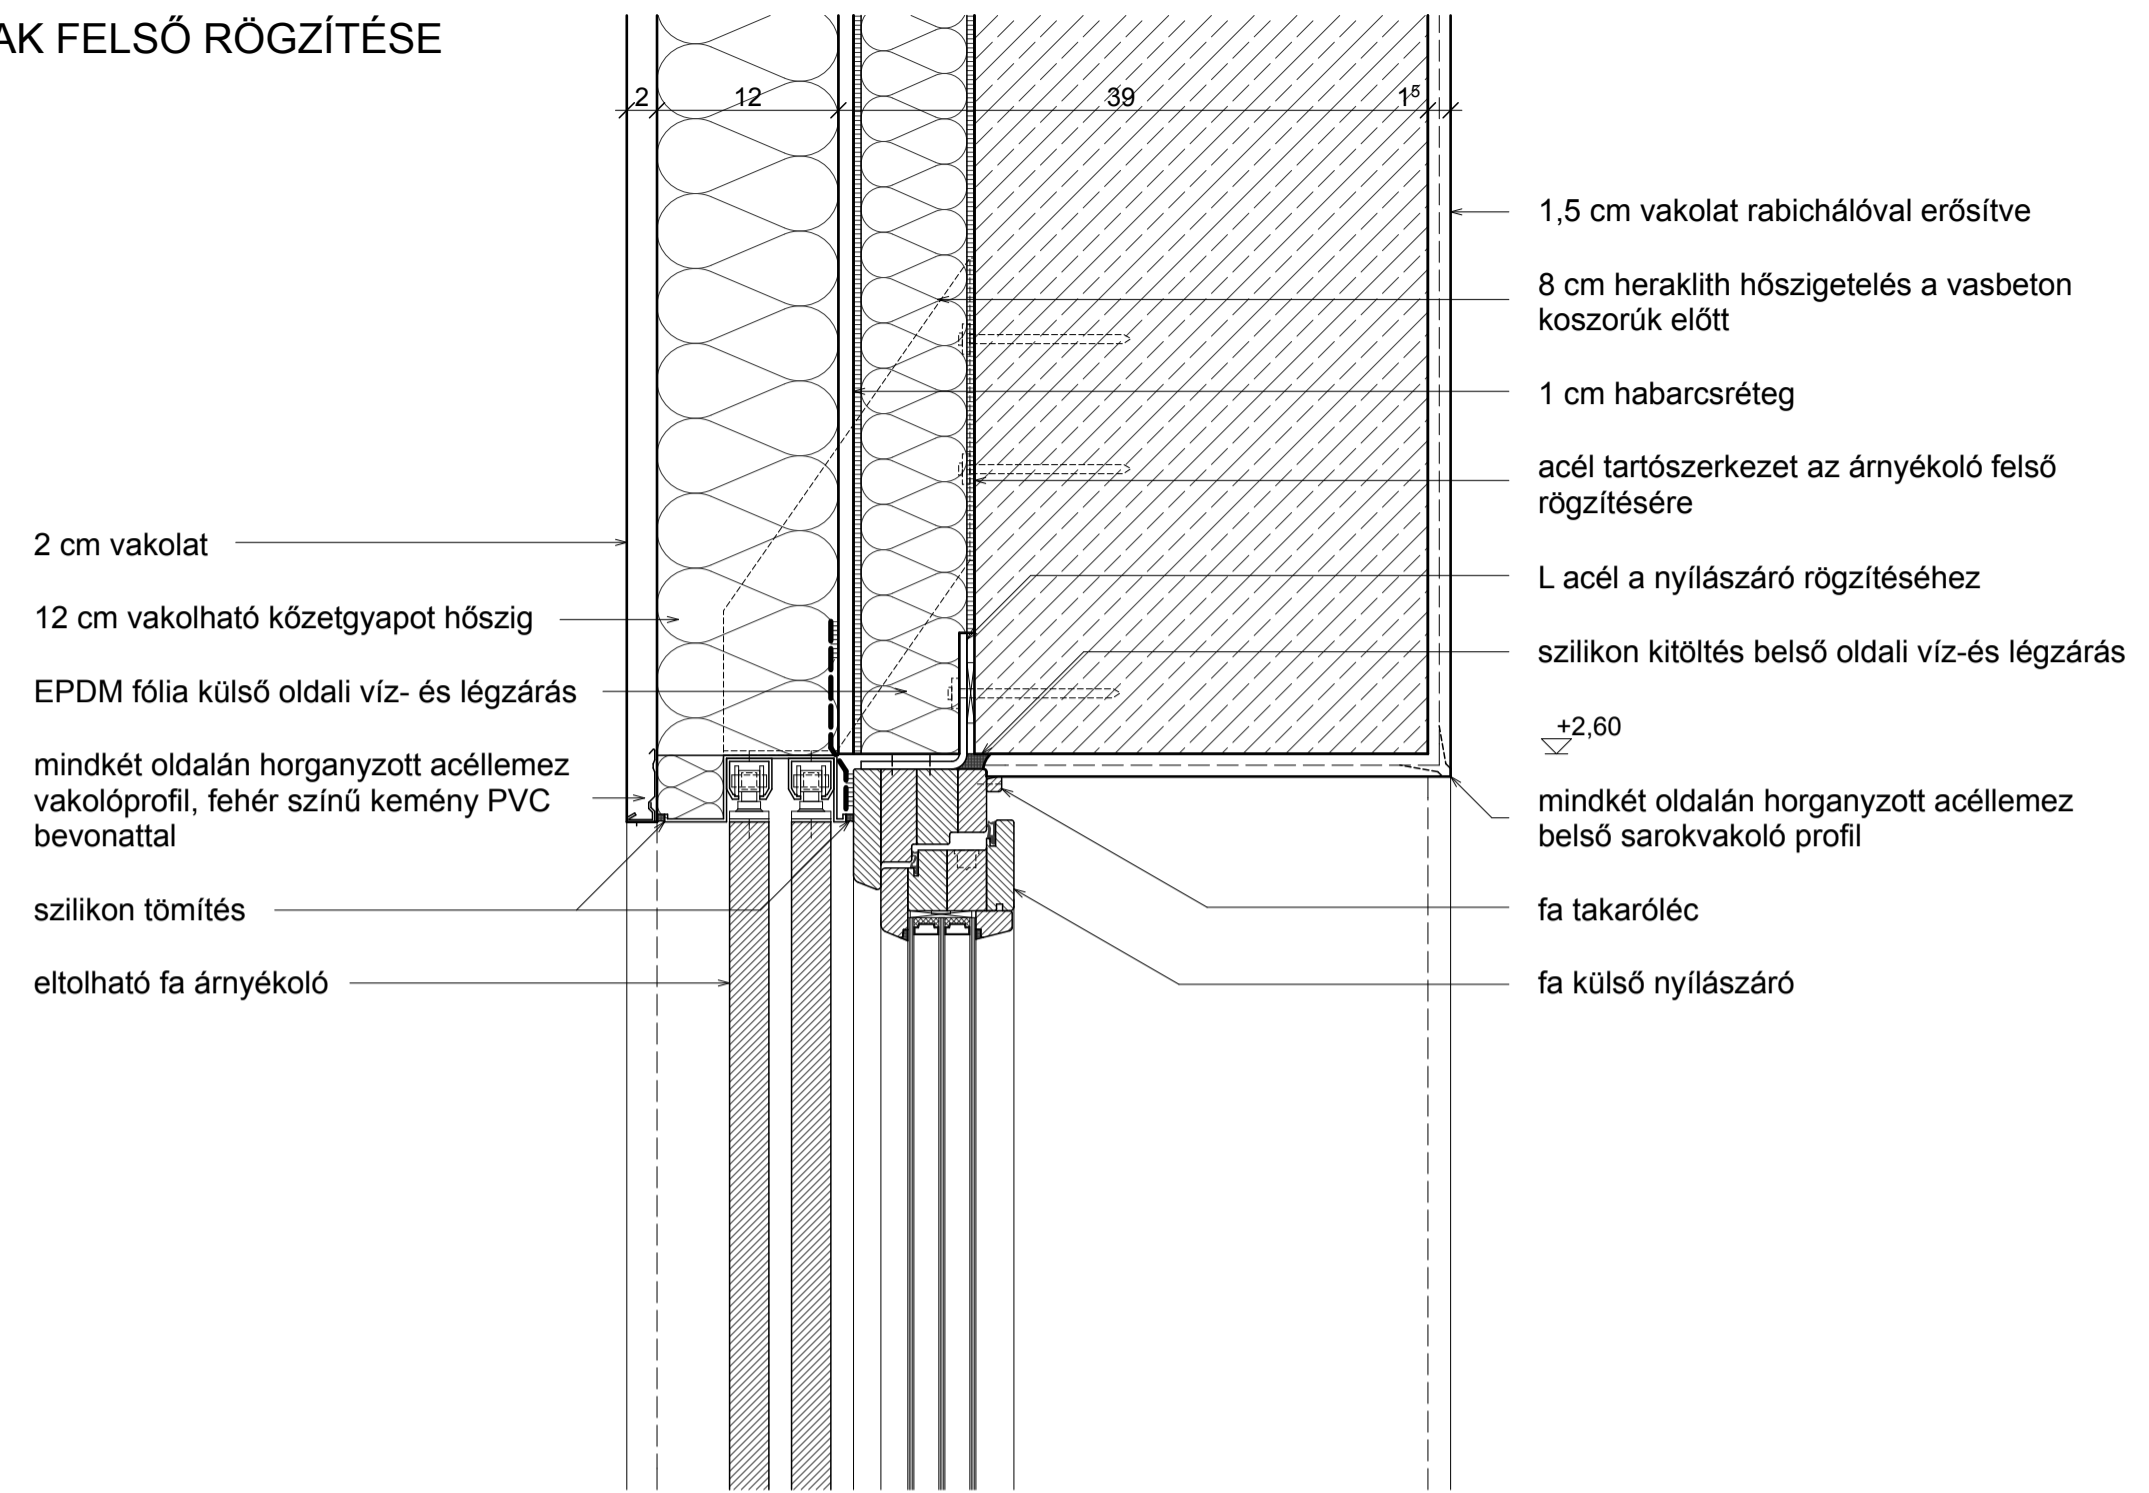 AK FELSŐ RÖGZÍTÉSE
2
12
39
1⁵
1,5 cm vakolat rabichálóval erősítve
8 cm heraklith hőszigetelés a vasbeton
koszorúk előtt
1 cm habarcsréteg
acél tartószerkezet az árnyékoló felső
rögzítésére
L acél a nyílászáró rögzítéséhez
szilikon kitöltés belső oldali víz-és légzárás
+2,60
mindkét oldalán horganyzott acéllemez
belső sarokvakoló profil
fa takaróléc
fa külső nyílászáró
2 cm vakolat
12 cm vakolható kőzetgyapot hőszig
EPDM fólia külső oldali víz- és légzárás
mindkét oldalán horganyzott acéllemez
vakolóprofil, fehér színű kemény PVC
bevonattal
szilikon tömítés
eltolható fa árnyékoló